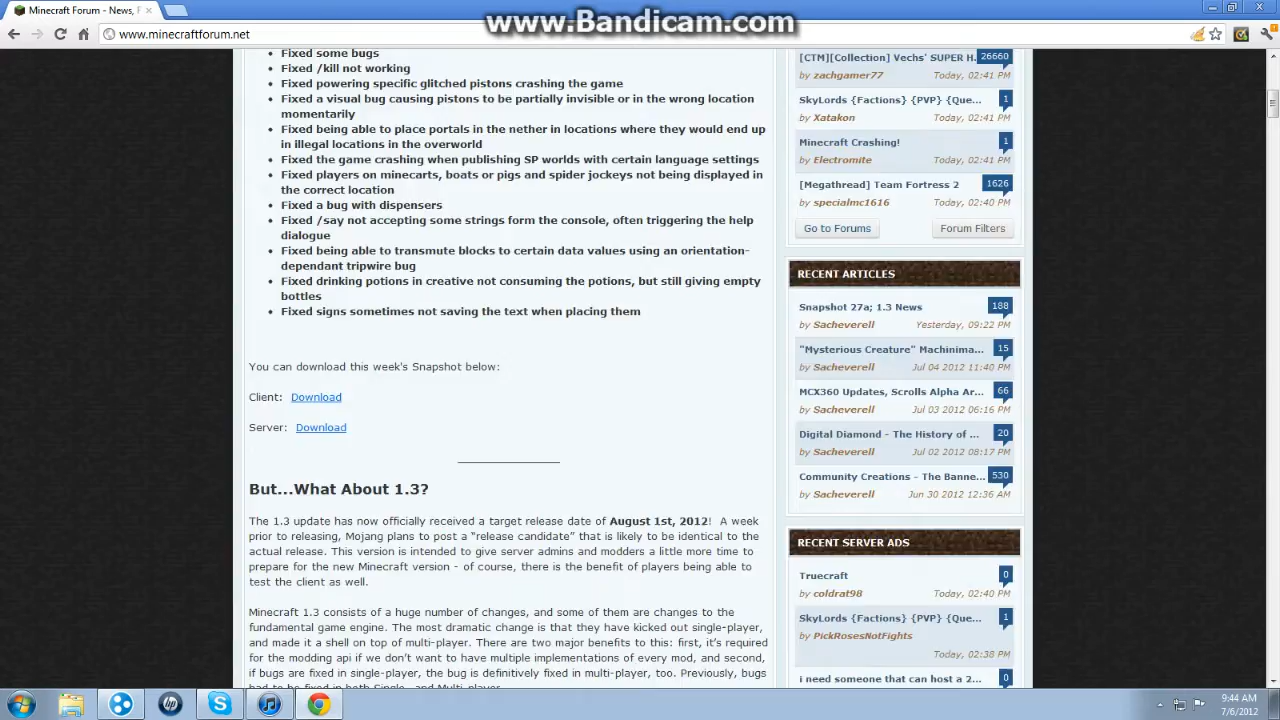 Minecraft Forum - News, F
www.Bandicam.com
www.minecraftforum.net
Fixed some bugs
Fixed /kill not working
Fixed powering specific glitched pistons crashing the game
Fixed a visual bug causing pistons to be partially invisible or in the wrong location
momentarily
Fixed being able to place portals in the nether in locations where they would end up
in illegal locations in the overworld
Fixed the game crashing when publishing SP worlds with certain language settings
Fixed players on minecarts, boats or pigs and spider jockeys not being displayed in
the correct location
Fixed a bug with dispensers
Fixed /say not accepting some strings form the console, often triggering the help
dialogue
Fixed being able to transmute blocks to certain data values using an orientation-
dependant tripwire bug
Fixed drinking potions in creative not consuming the potions, but still giving empty
bottles
Fixed signs sometimes not saving the text when placing them
You can download this week's Snapshot below:
Client: Download
Server: Download
But...What About 1.3?
The 1.3 update has now officially received a target release date of August 1st, 2012! A week
prior to releasing, Mojang plans to post a “release candidate” that is likely to be identical to the
actual release. This version is intended to give server admins and modders a little more time to
prepare for the new Minecraft version - of course, there is the benefit of players being able to
test the client as well.
Minecraft 1.3 consists of a huge number of changes, and some of them are changes to the
fundamental game engine. The most dramatic change is that they have kicked out single-player,
and made it a shell on top of multi-player. There are two major benefits to this: first, it’s required
for the modding api if we don’t want to have multiple implementations of every mod, and second,
if bugs are fixed in single-player, the bug is definitively fixed in multi-player, too. Previously, bugs
had to be fixed in both Single- and Multi-player.
[CTM][Collection] Vechs' SUPER H... 26660
by zachgamer77 Today, 02:41 PM
SkyLords {Factions} {PVP} {Que... 1
by Xatakon Today, 02:41 PM
Minecraft Crashing! 1
by Electromite Today, 02:41 PM
[Megathread] Team Fortress 2 1626
by specialmc1616 Today, 02:40 PM
Go to Forums Forum Filters
RECENT ARTICLES
Snapshot 27a; 1.3 News 188
by Sacheverell Yesterday, 09:22 PM
"Mysterious Creature" Machinima... 15
by Sacheverell Jul 04 2012 11:40 PM
MCX360 Updates, Scrolls Alpha Ar... 66
by Sacheverell Jul 03 2012 06:16 PM
Digital Diamond - The History of ... 20
by Sacheverell Jul 02 2012 08:17 PM
Community Creations - The Banne... 530
by Sacheverell Jun 30 2012 12:36 AM
RECENT SERVER ADS
Truecraft 0
by coldrat98 Today, 02:40 PM
SkyLords {Factions} {PVP} {Que... 1
by PickRosesNotFights
Today, 02:38 PM
i need someone that can host a 2... 0
9:44 AM
7/6/2012